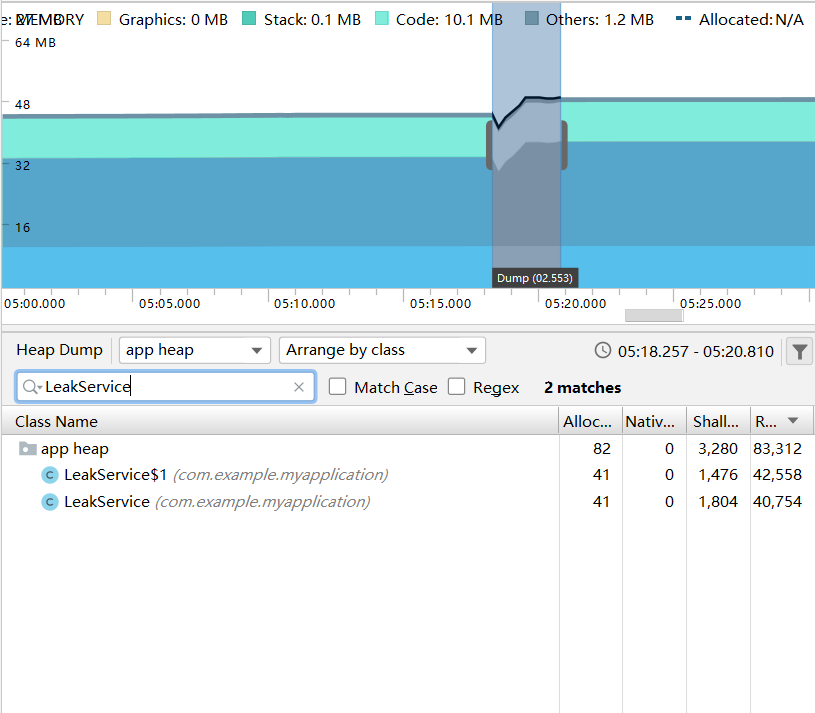 e: 27 MB MEMORY Graphics: 0 MB Stack: 0.1 MB Code: 10.1 MB Others: 1.2 MB Allocated: N/A
64 MB
48
32
16
Dump (02.553)
05:00.000 05:05.000 05:10.000 05:15.000 05:20.000 05:25.000
Heap Dump app heap Arrange by class 05:18.257 - 05:20.810
LeakService × Match Case Regex 2 matches
Class Name Alloc... Nativ... Shall... R...
app heap 82 0 3,280 83,312
C LeakService$1 (com.example.myapplication) 41 0 1,476 42,558
C LeakService (com.example.myapplication) 41 0 1,804 40,754